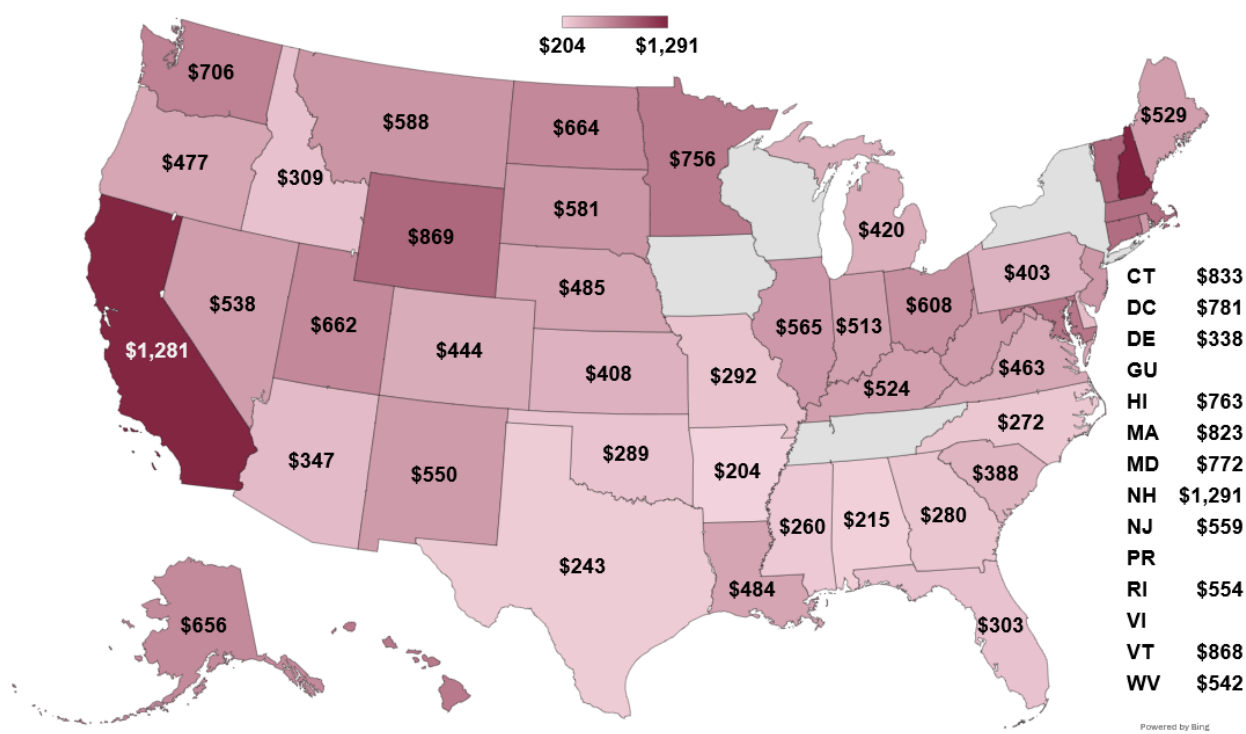 $204 $1,291
$706
$588
$664
$529
$756
$477
$309
$581
$420
$869
$403
$485
$538
$608
$662
$565
$513
$444
$1,281
$463
$408
$292
$524
$272
$347
$289
$204
$388
$550
$260
$215
$280
$243
$484
$656
$303
CT $833
DC $781
DE $338
GU
HI $763
MA $823
MD $772
NH $1,291
NJ $559
PR
RI $554
VI
VT $868
WV $542
Powered by Bing